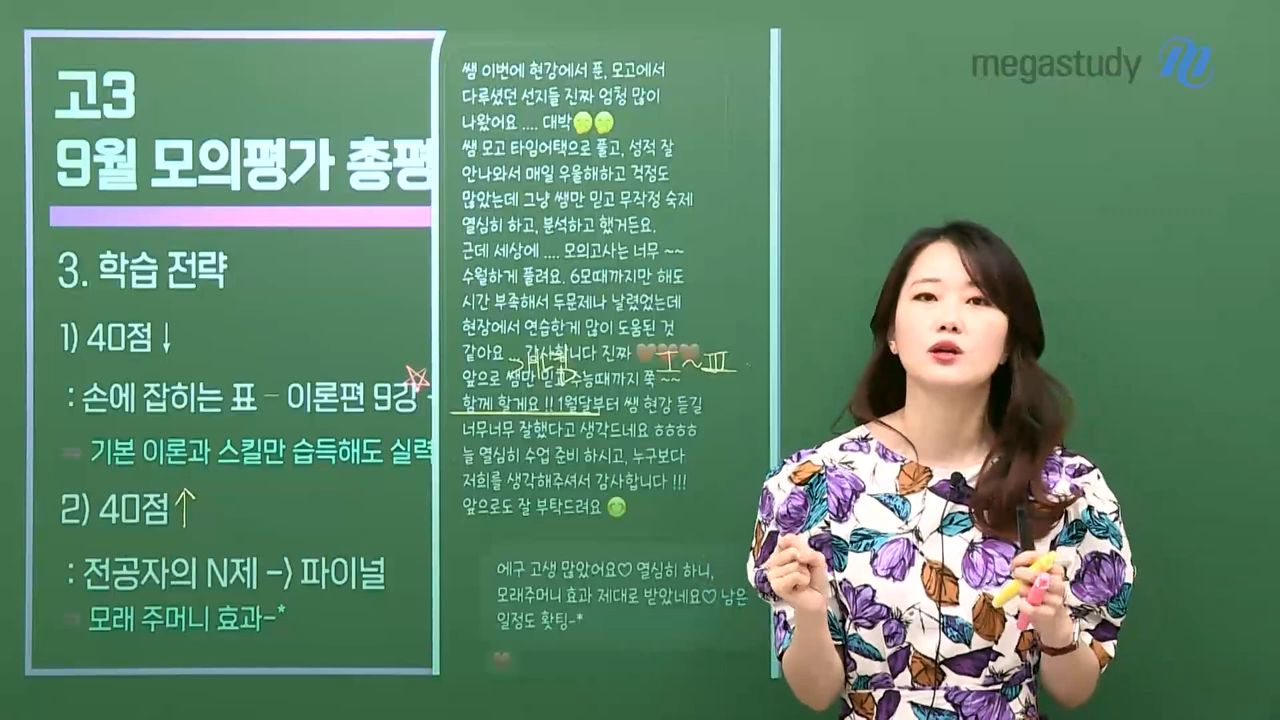 megastudy
고3
9월 모의평가 총평
3. 학습 전략
1) 40점↓
: 손에 잡히는 표 - 이론편 9강
기본 이론과 스킬만 습득해도 실력
2) 40점↑
: 전공자의 N제 -> 파이널
모래 주머니 효과-*
쌤 이번에 현강에서 푼, 모고에서
다루셨던 선지들 진짜 엄청 많이
나왔어요 .... 대박
쌤 모고 타임어택으로 풀고, 성적 잘
안나와서 매일 우울해하고 걱정도
많았는데 그냥 쌤만 믿고 무작정 숙제
열심히 하고, 분석하고 했거든요.
근데 세상에 .... 모의고사는 너무 ~~
수월하게 풀려요. 6모때까지만 해도
시간 부족해서 두문제나 날렸었는데
현장에서 연습한게 많이 도움된 것
같아요 감사합니다 진짜
I~III
앞으로 쌤만 믿고 수능때까지 쭉 ~~
함께 할게요 !! 1월달부터 쌤 현강 듣길
너무너무 잘했다고 생각드네요 ㅎㅎㅎㅎ
늘 열심히 수업 준비 하시고, 누구보다
저희를 생각해주셔서 감사합니다 !!!
앞으로도 잘 부탁드려요
에구 고생 많았어요♡ 열심히 하니,
모래주머니 효과 제대로 받았네요♡ 남은
일정도 홧팅-*